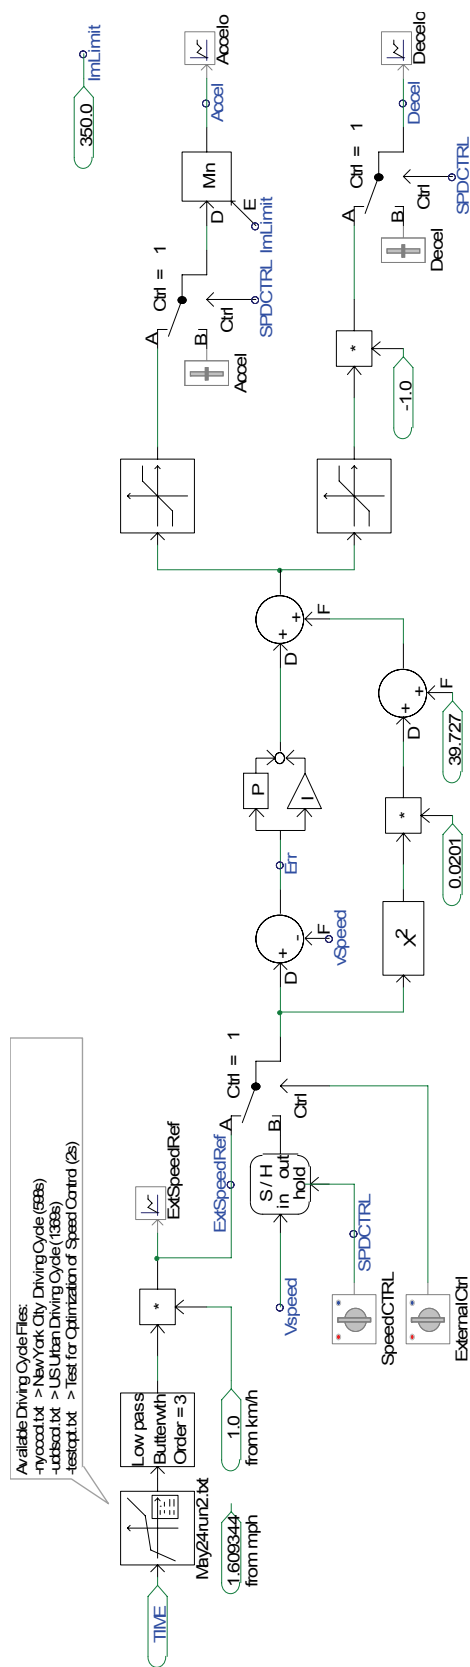 Available Driving Cycle Files:
-nycccol.txt > New York City Driving Cycle (598s)
-uddscol.txt > US Urban Driving Cycle (1369s)
-testopt.txt > Test for Optimization of Speed Control (2s)
TIME
May24run2.txt
1.609344
from mph
Low pass
Butterwth
Order = 3
*
1.0
from km/h
ExtSpeedRef
ExtSpeedRef
Vspeed
S / H
in out
hold
SPDCTRL
SpeedCTRL
ExternalCtrl
A
B
Ctrl
Ctrl = 1
D
+
-
F
vSpeed
Err
P
I
X²
*
0.0201
D
+
+
F
39.727
D
+
+
F
A
B
Ctrl
Ctrl = 1
Accel
SPDCTRL
D
Mn
E
ImLimit
Accel
Accelo
350.0
ImLimit
*
-1.0
A
B
Ctrl
Ctrl = 1
Decel
SPDCTRL
Decel
Decelo